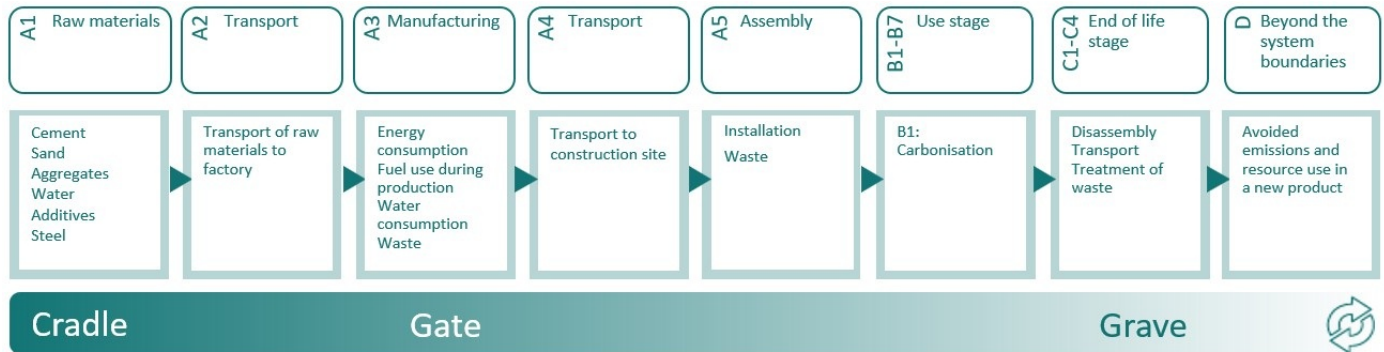 A1 Raw materials
A2 Transport
A3 Manufacturing
A4 Transport
A5 Assembly
B1-B7 Use stage
C1-C4 End of life
stage
D Beyond the
system
boundaries
Cement
Sand
Aggregates
Water
Additives
Steel
Transport of raw
materials to
factory
Energy
consumption
Fuel use during
production
Water
consumption
Waste
Transport to
construction site
Installation
Waste
B1:
Carbonisation
Disassembly
Transport
Treatment of
waste
Avoided
emissions and
resource use in
a new product
Cradle
Gate
Grave